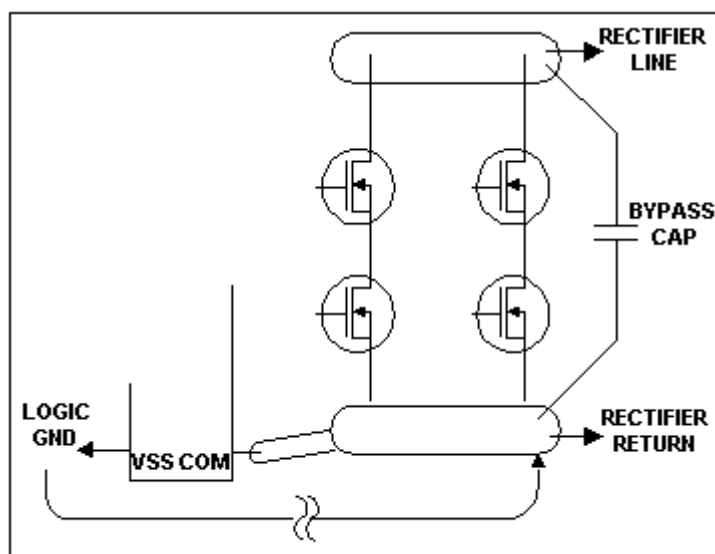 RECTIFIER
LINE
BYPASS
CAP
LOGIC
GND
VSS COM
RECTIFIER
RETURN